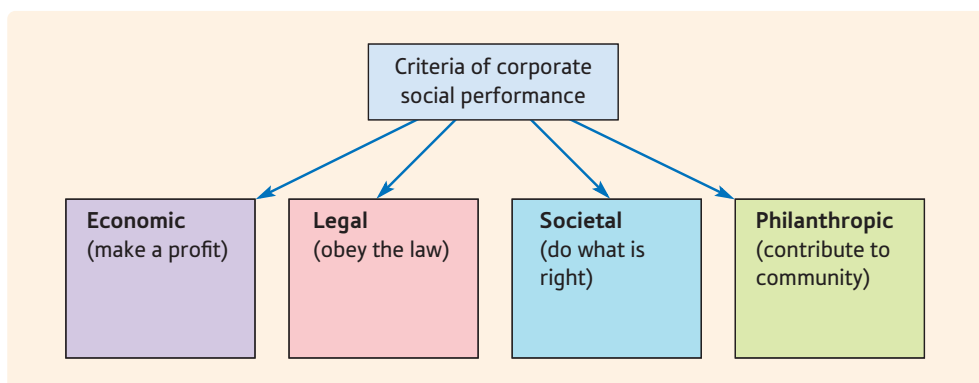 Criteria of corporate
social performance
Economic
(make a profit)
Legal
(obey the law)
Societal
(do what is
right)
Philanthropic
(contribute to
community)